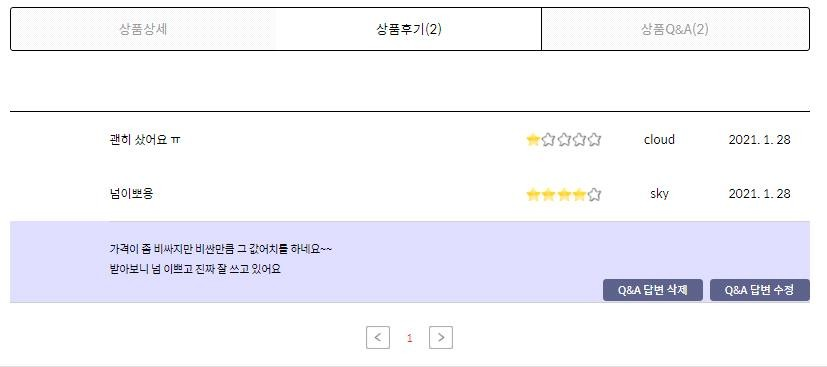 상품상세
상품후기(2)
상품Q&A(2)
괜히 샀어요 ㅠ cloud 2021. 1. 28
넘이뽀용 sky 2021. 1. 28
가격이 좀 비싸지만 비싼만큼 그 값어치를 하네요~~
받아보니 넘 이쁘고 진짜 잘 쓰고 있어요
Q&A 답변 삭제 Q&A 답변 수정
< 1 >